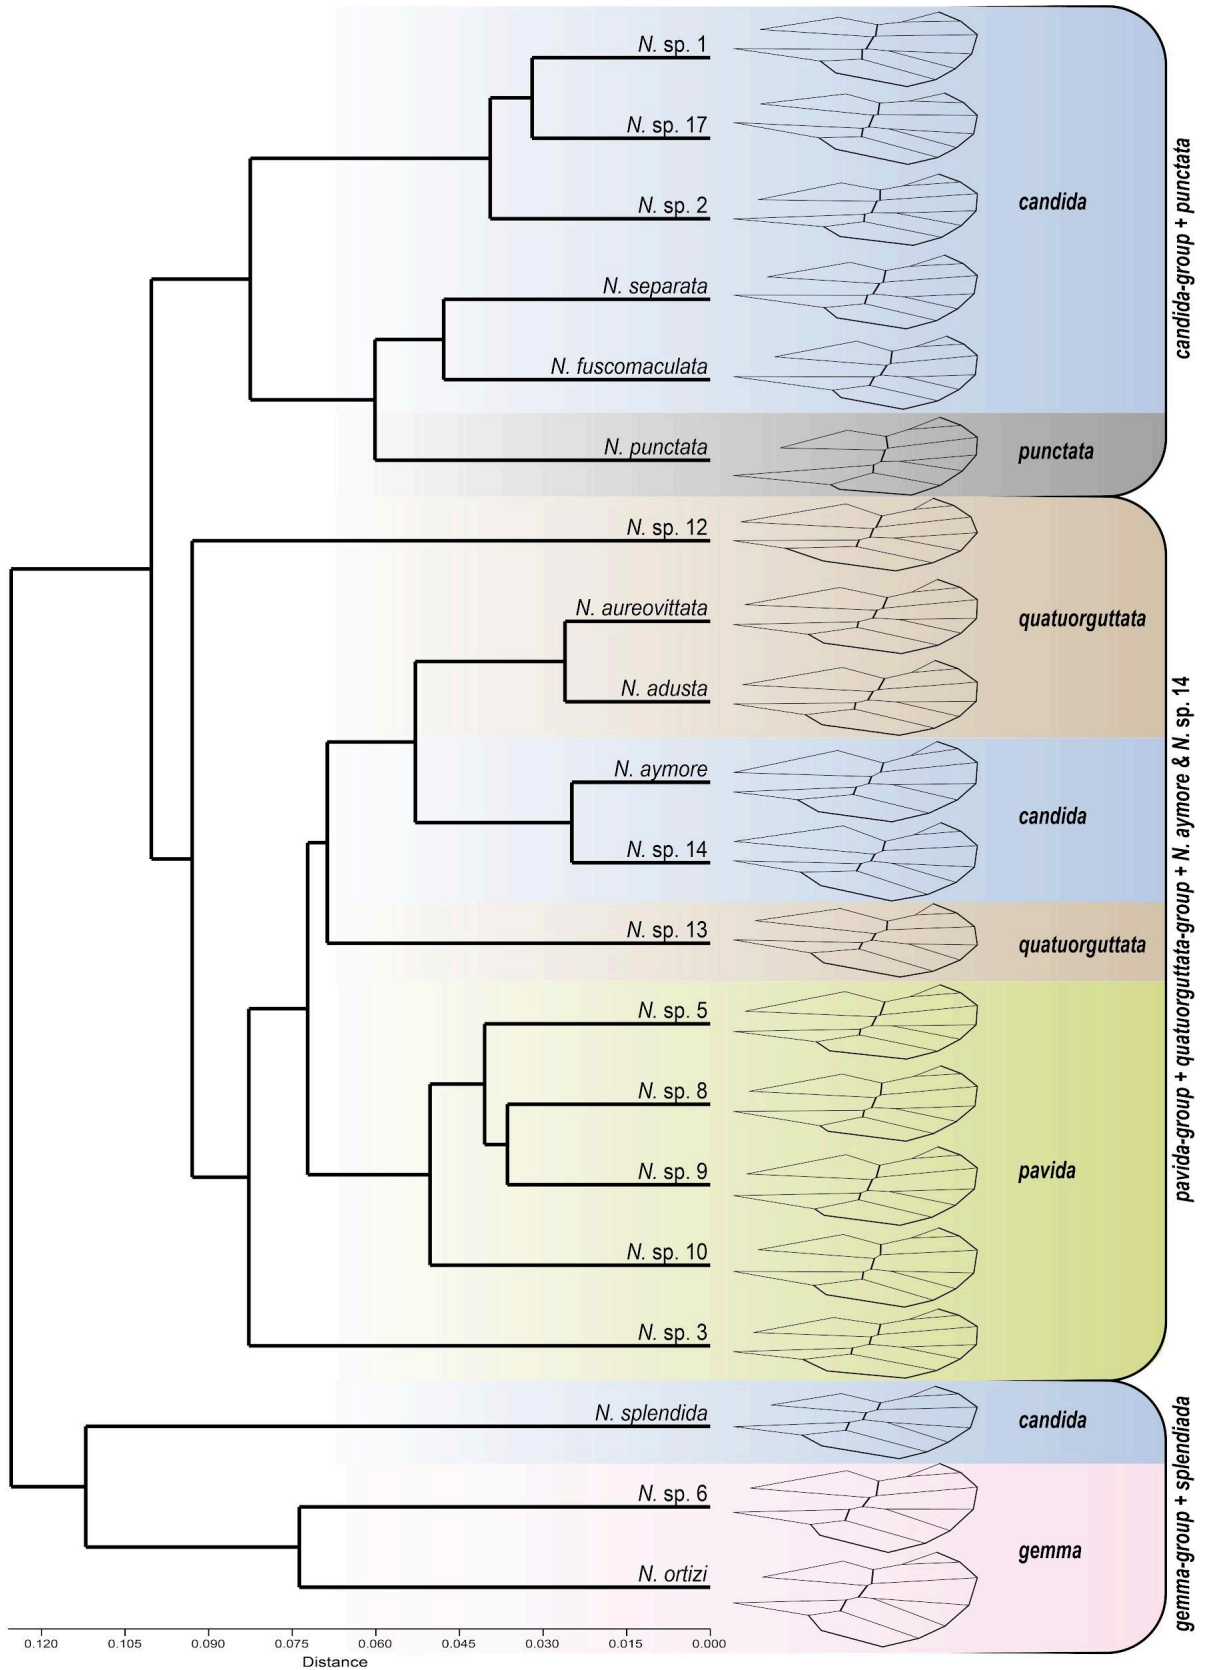 N. sp. 1
N. sp. 17
N. sp. 2
candida
N. separata
N. fuscomaculata
N. punctata
punctata
candida-group + punctata
N. sp. 12
N. aureovittata
quatuorguttata
N. adusta
N. aymore
candida
N. sp. 14
N. sp. 13
quatuorguttata
N. sp. 5
N. sp. 8
N. sp. 9
pavida
N. sp. 10
N. sp. 3
pavida-group + quatuorguttata-group + N. aymore & N. sp. 14
N. splendida
candida
N. sp. 6
gemma
N. ortizi
gemma-group + splendiada
0.120 0.105 0.090 0.075 0.060 0.045 0.030 0.015 0.000
Distance